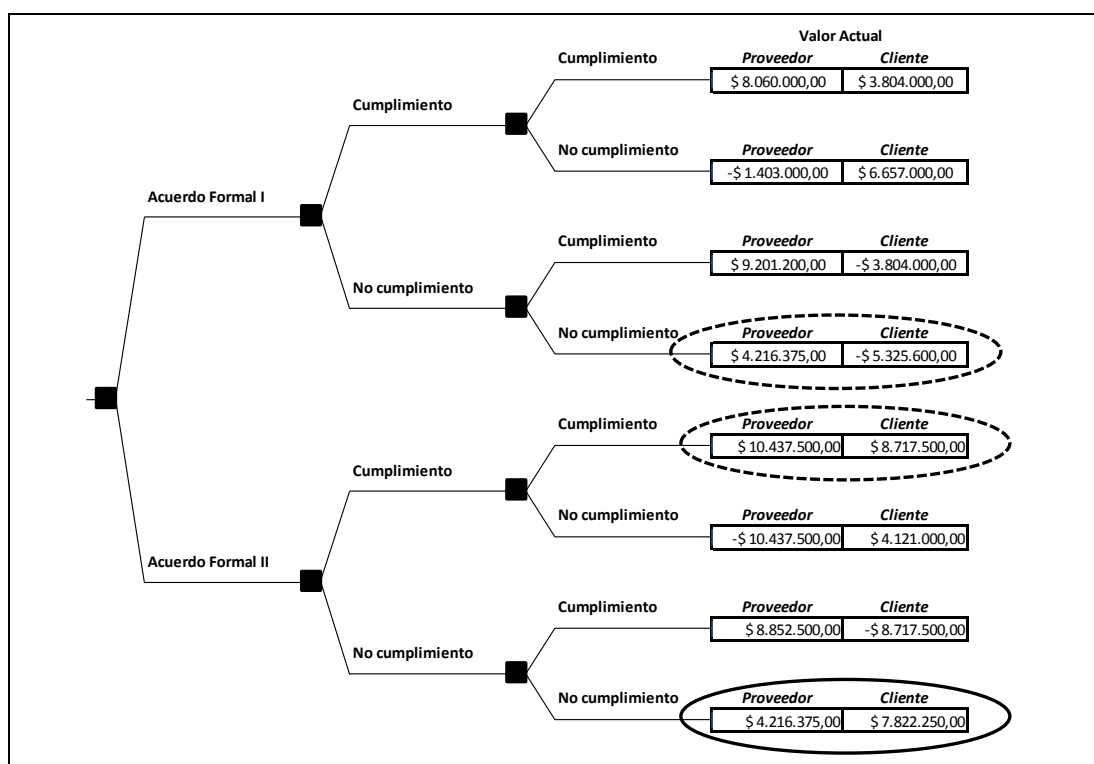 Valor Actual
Cumplimiento Proveedor Cliente
$ 8.060.000,00 $ 3.804.000,00
Cumplimiento
No cumplimiento Proveedor Cliente
-$ 1.403.000,00 $ 6.657.000,00
Acuerdo Formal I
Cumplimiento Proveedor Cliente
$ 9.201.200,00 -$ 3.804.000,00
No cumplimiento
No cumplimiento Proveedor Cliente
$ 4.216.375,00 -$ 5.325.600,00
Cumplimiento Proveedor Cliente
$ 10.437.500,00 $ 8.717.500,00
Cumplimiento
No cumplimiento Proveedor Cliente
-$ 10.437.500,00 $ 4.121.000,00
Acuerdo Formal II
Cumplimiento Proveedor Cliente
$ 8.852.500,00 -$ 8.717.500,00
No cumplimiento
No cumplimiento Proveedor Cliente
$ 4.216.375,00 $ 7.822.250,00